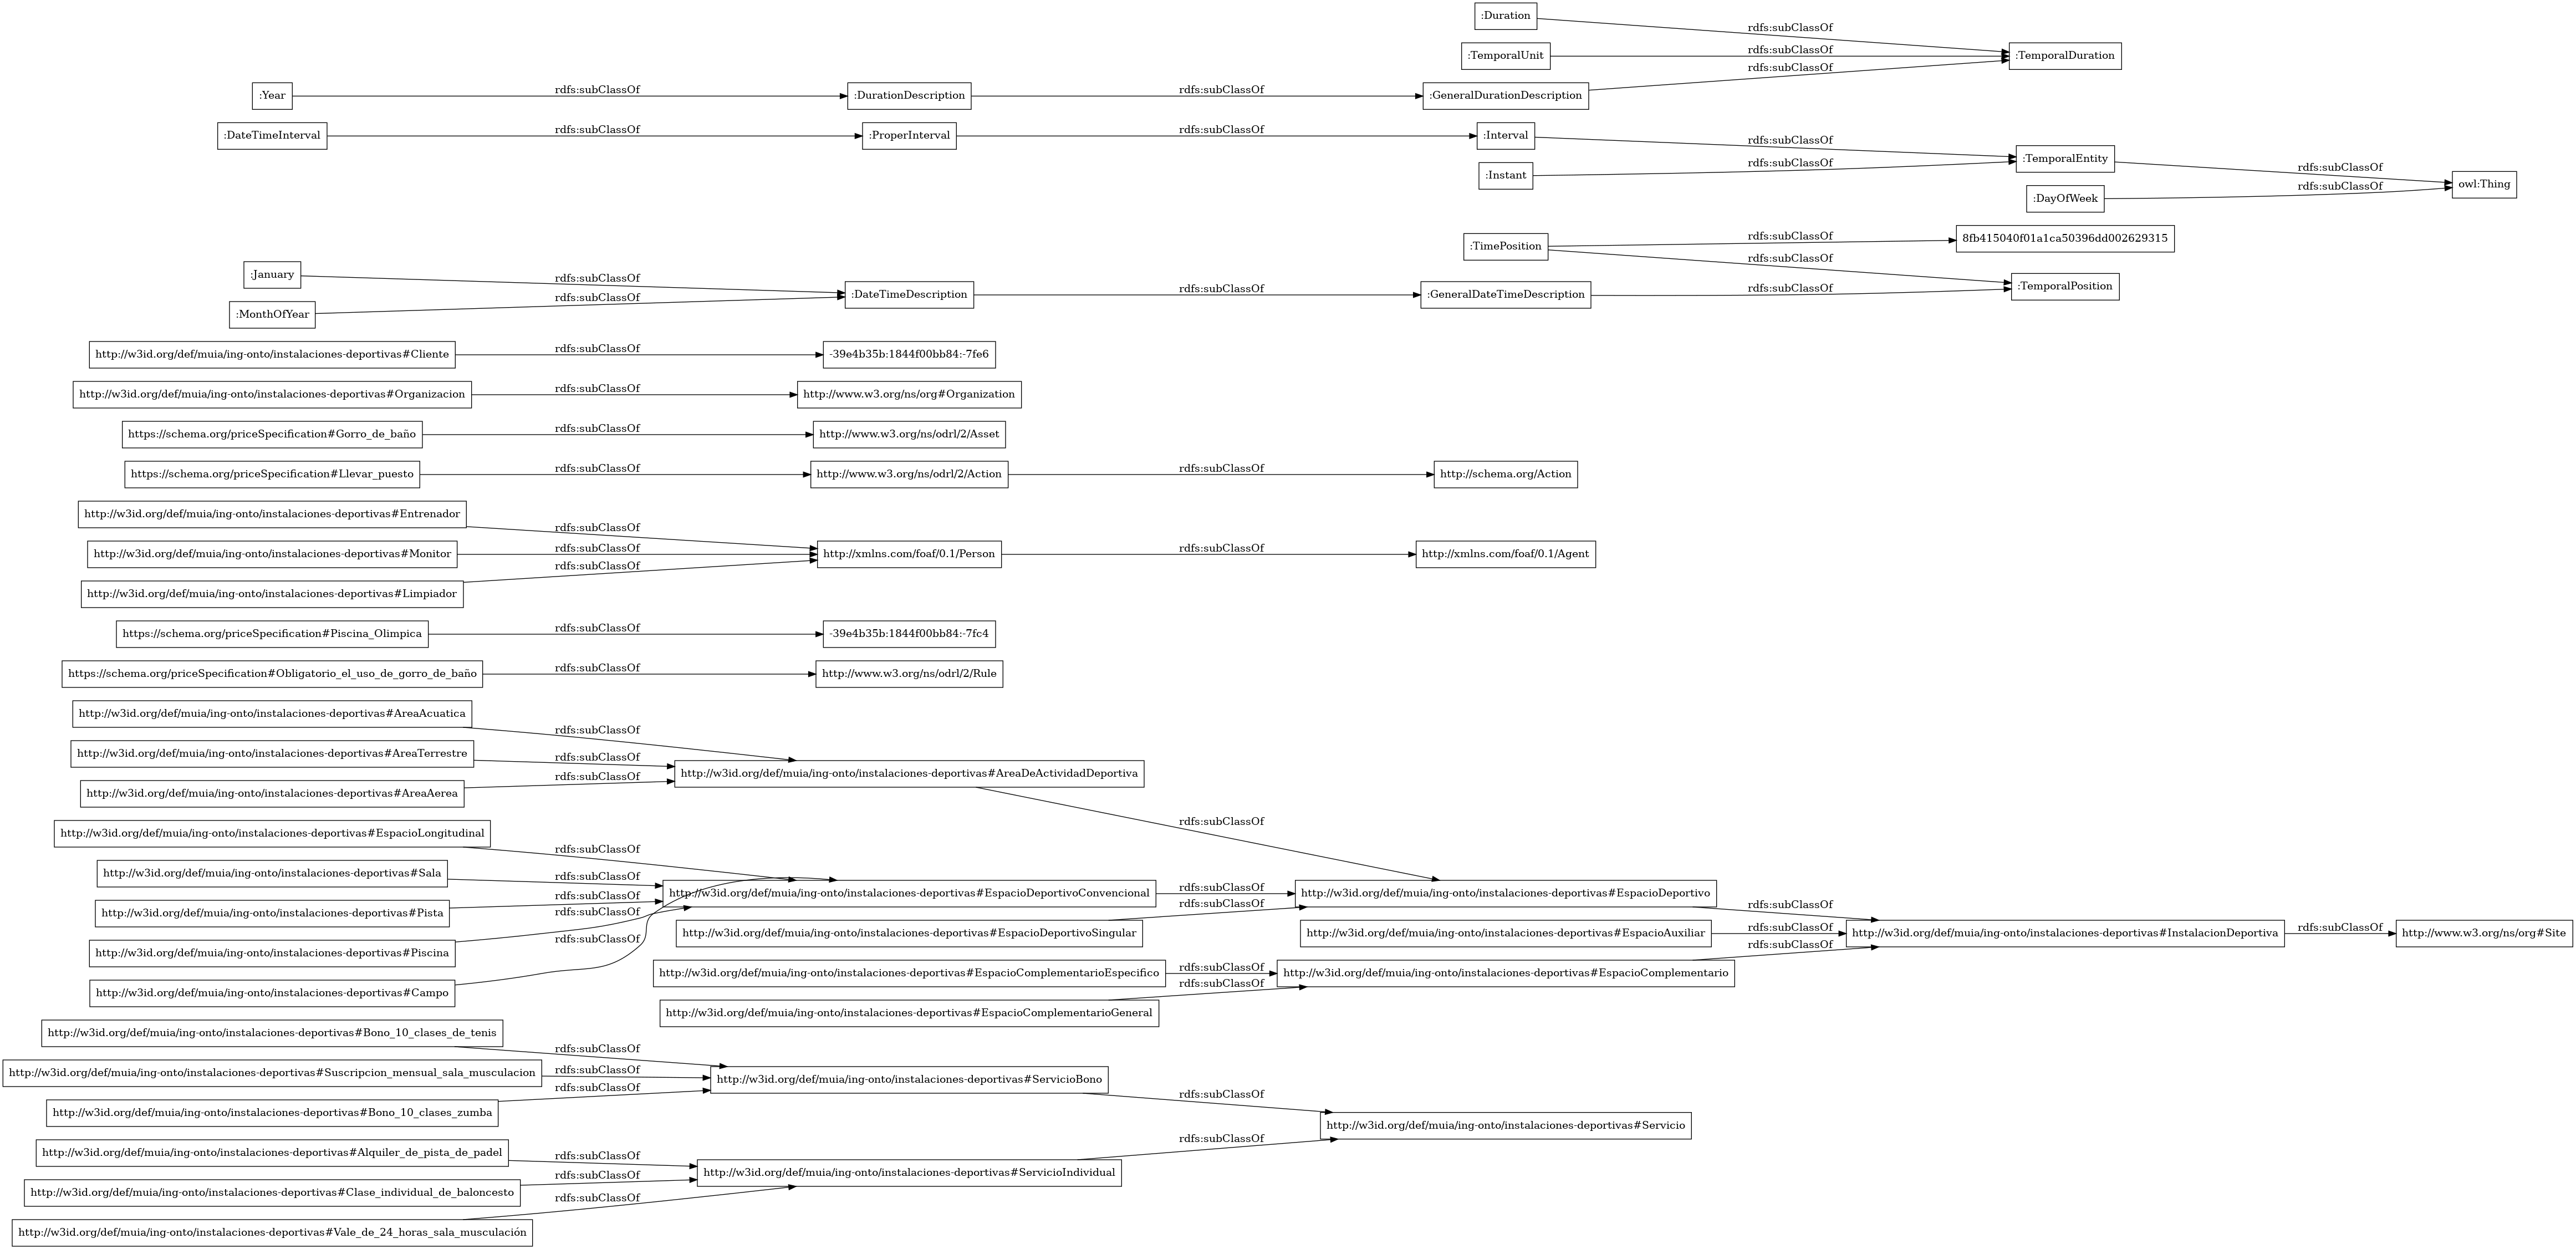 :Duration
rdfs:subClassOf
:TemporalUnit
rdfs:subClassOf
:TemporalDuration
rdfs:subClassOf
:Year
rdfs:subClassOf
:DurationDescription
rdfs:subClassOf
:GeneralDurationDescription
:DateTimeInterval
rdfs:subClassOf
:ProperInterval
rdfs:subClassOf
:Interval
rdfs:subClassOf
:TemporalEntity
rdfs:subClassOf
:Instant
rdfs:subClassOf
owl:Thing
:DayOfWeek
rdfs:subClassOf
:TimePosition
rdfs:subClassOf
8fb415040f01a1ca50396dd002629315
rdfs:subClassOf
:January
rdfs:subClassOf
:DateTimeDescription
rdfs:subClassOf
:GeneralDateTimeDescription
rdfs:subClassOf
:TemporalPosition
:MonthOfYear
rdfs:subClassOf
http://w3id.org/def/muia/ing-onto/instalaciones-deportivas#Cliente
rdfs:subClassOf
-39e4b35b:1844f00bb84:-7fe6
http://w3id.org/def/muia/ing-onto/instalaciones-deportivas#Organizacion
rdfs:subClassOf
http://www.w3.org/ns/org#Organization
https://schema.org/priceSpecification#Gorro_de_baño
rdfs:subClassOf
http://www.w3.org/ns/odrl/2/Asset
https://schema.org/priceSpecification#Llevar_puesto
rdfs:subClassOf
http://www.w3.org/ns/odrl/2/Action
rdfs:subClassOf
http://schema.org/Action
http://w3id.org/def/muia/ing-onto/instalaciones-deportivas#Entrenador
rdfs:subClassOf
http://w3id.org/def/muia/ing-onto/instalaciones-deportivas#Monitor
rdfs:subClassOf
http://xmlns.com/foaf/0.1/Person
rdfs:subClassOf
http://xmlns.com/foaf/0.1/Agent
http://w3id.org/def/muia/ing-onto/instalaciones-deportivas#Limpiador
rdfs:subClassOf
https://schema.org/priceSpecification#Piscina_Olimpica
rdfs:subClassOf
-39e4b35b:1844f00bb84:-7fc4
https://schema.org/priceSpecification#Obligatorio_el_uso_de_gorro_de_baño
rdfs:subClassOf
http://www.w3.org/ns/odrl/2/Rule
http://w3id.org/def/muia/ing-onto/instalaciones-deportivas#AreaAcuatica
rdfs:subClassOf
http://w3id.org/def/muia/ing-onto/instalaciones-deportivas#AreaTerrestre
rdfs:subClassOf
http://w3id.org/def/muia/ing-onto/instalaciones-deportivas#AreaDeActividadDeportiva
http://w3id.org/def/muia/ing-onto/instalaciones-deportivas#AreaAerea
rdfs:subClassOf
rdfs:subClassOf
http://w3id.org/def/muia/ing-onto/instalaciones-deportivas#EspacioLongitudinal
rdfs:subClassOf
http://w3id.org/def/muia/ing-onto/instalaciones-deportivas#Sala
rdfs:subClassOf
http://w3id.org/def/muia/ing-onto/instalaciones-deportivas#EspacioDeportivoConvencional
rdfs:subClassOf
http://w3id.org/def/muia/ing-onto/instalaciones-deportivas#EspacioDeportivo
rdfs:subClassOf
http://w3id.org/def/muia/ing-onto/instalaciones-deportivas#Pista
rdfs:subClassOf
rdfs:subClassOf
http://w3id.org/def/muia/ing-onto/instalaciones-deportivas#EspacioDeportivoSingular
rdfs:subClassOf
http://w3id.org/def/muia/ing-onto/instalaciones-deportivas#EspacioAuxiliar
rdfs:subClassOf
http://w3id.org/def/muia/ing-onto/instalaciones-deportivas#InstalacionDeportiva
rdfs:subClassOf
http://www.w3.org/ns/org#Site
http://w3id.org/def/muia/ing-onto/instalaciones-deportivas#Piscina
rdfs:subClassOf
http://w3id.org/def/muia/ing-onto/instalaciones-deportivas#EspacioComplementarioEspecifico
rdfs:subClassOf
http://w3id.org/def/muia/ing-onto/instalaciones-deportivas#EspacioComplementario
rdfs:subClassOf
http://w3id.org/def/muia/ing-onto/instalaciones-deportivas#Campo
http://w3id.org/def/muia/ing-onto/instalaciones-deportivas#EspacioComplementarioGeneral
http://w3id.org/def/muia/ing-onto/instalaciones-deportivas#Bono_10_clases_de_tenis
rdfs:subClassOf
http://w3id.org/def/muia/ing-onto/instalaciones-deportivas#Suscripcion_mensual_sala_musculacion
rdfs:subClassOf
http://w3id.org/def/muia/ing-onto/instalaciones-deportivas#ServicioBono
rdfs:subClassOf
http://w3id.org/def/muia/ing-onto/instalaciones-deportivas#Bono_10_clases_zumba
rdfs:subClassOf
http://w3id.org/def/muia/ing-onto/instalaciones-deportivas#Servicio
http://w3id.org/def/muia/ing-onto/instalaciones-deportivas#Alquiler_de_pista_de_padel
rdfs:subClassOf
rdfs:subClassOf
http://w3id.org/def/muia/ing-onto/instalaciones-deportivas#ServicioIndividual
http://w3id.org/def/muia/ing-onto/instalaciones-deportivas#Clase_individual_de_baloncesto
rdfs:subClassOf
rdfs:subClassOf
http://w3id.org/def/muia/ing-onto/instalaciones-deportivas#Vale_de_24_horas_sala_musculación